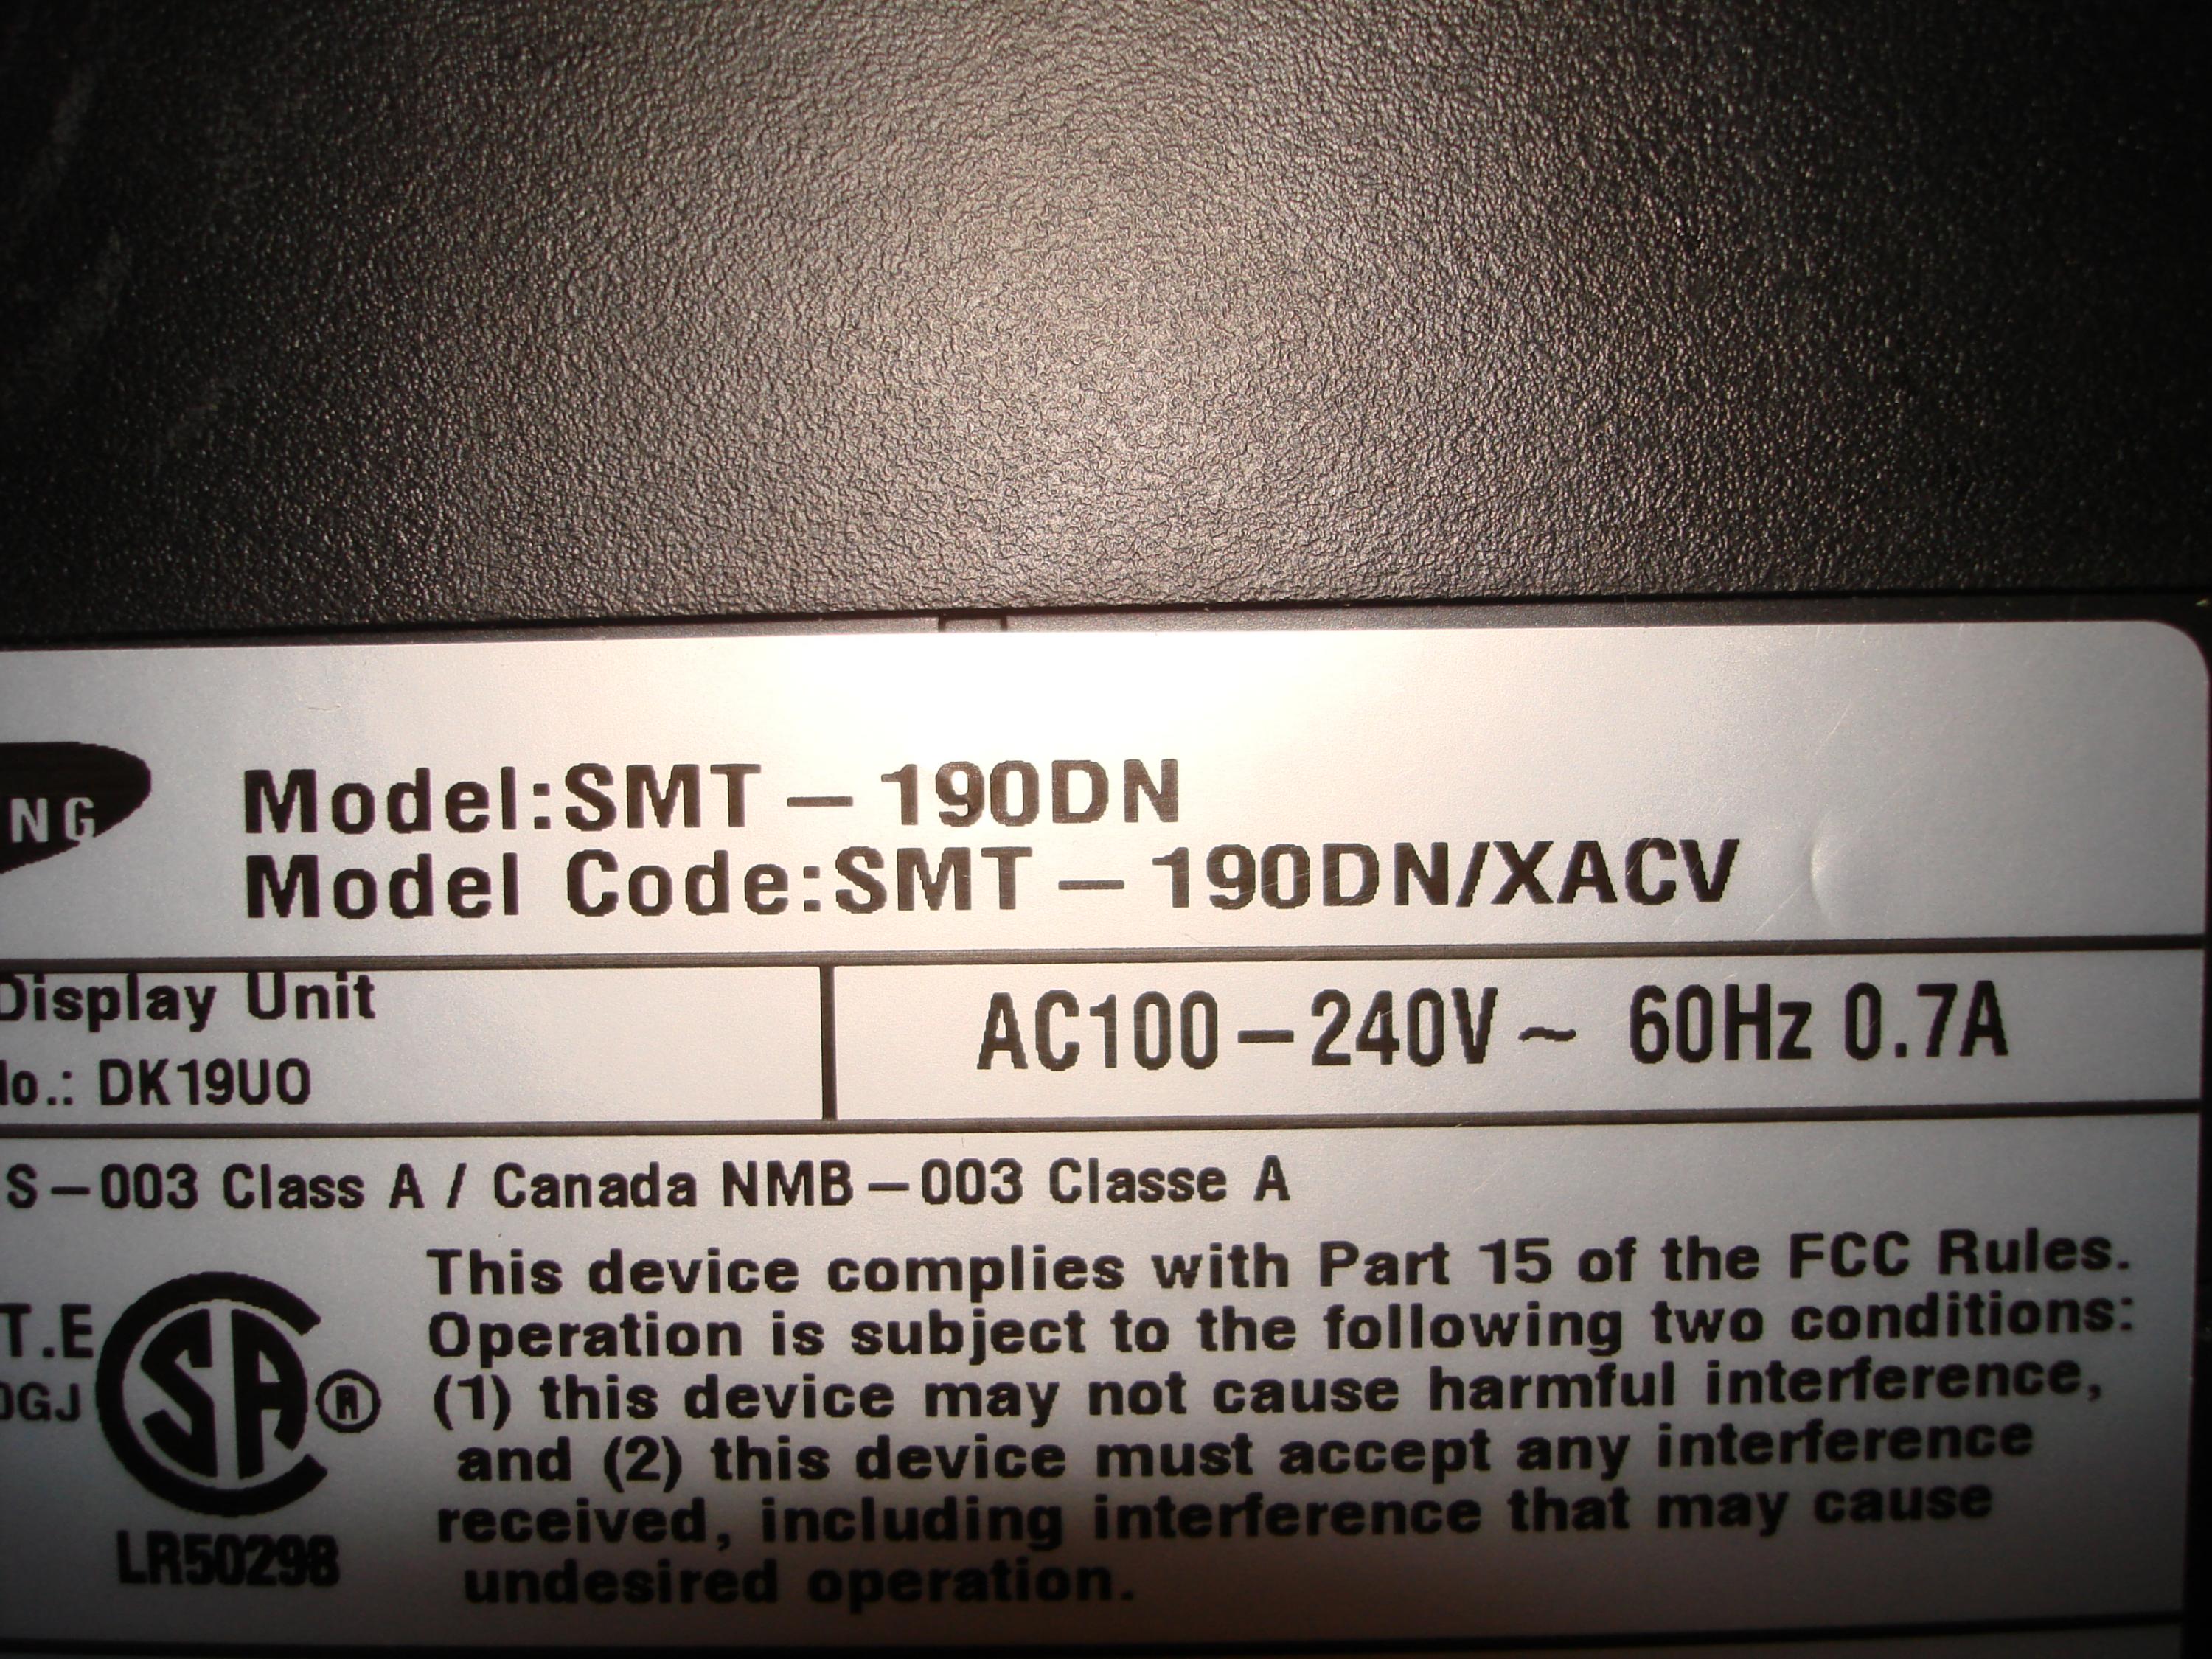 NG
Model:SMT – 190DN
Model Code:SMT – 190DN/XACV
Display Unit
AC100 – 240V ~ 60Hz 0.7A
lo.: DK19UO
S – 003 Class A / Canada NMB – 003 Classe A
This device complies with Part 15 of the FCC Rules.
Operation is subject to the following two conditions:
T.E
(1) this device may not cause harmful interference,
GJ SA ®
and (2) this device must accept any interference
received, including interference that may cause
LR50298
undesired operation.